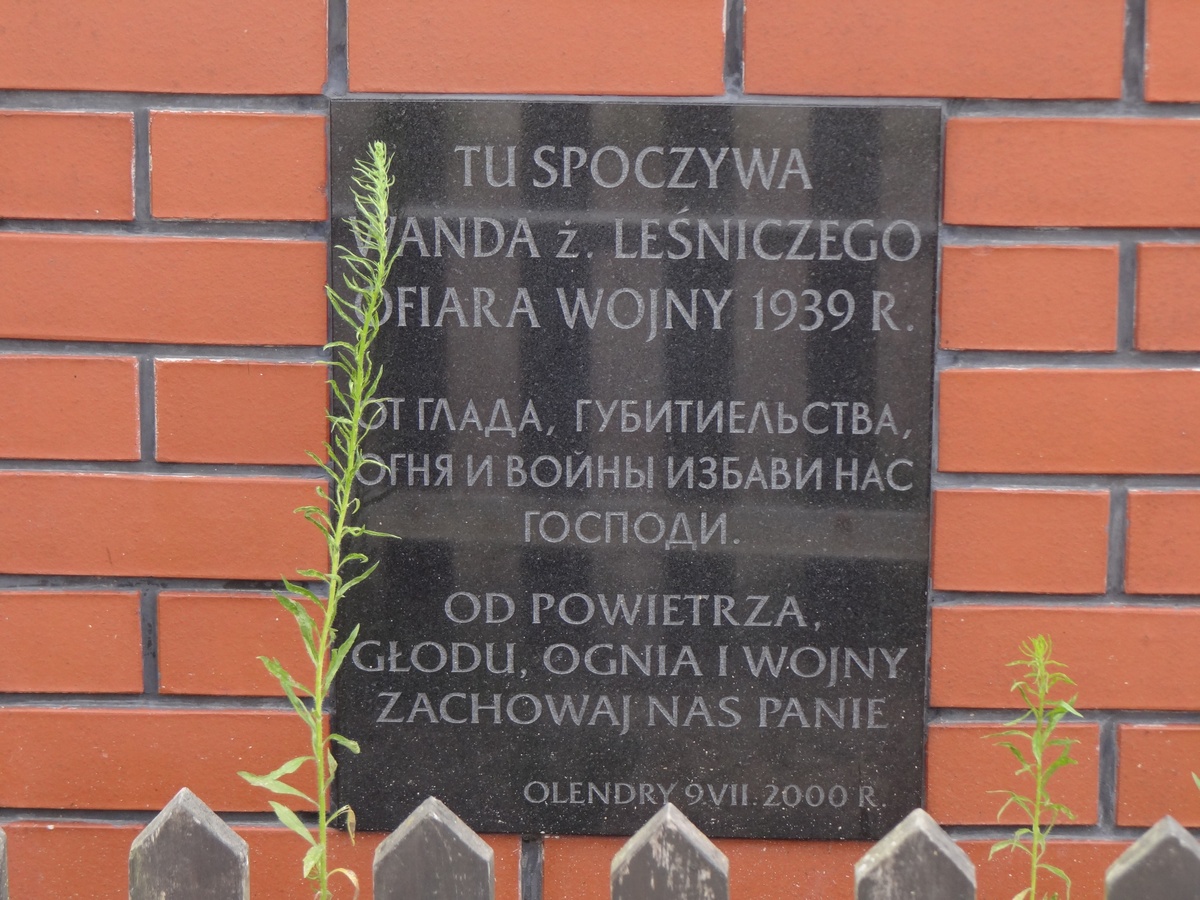 TU SPOCZYWA
WANDA ż. LEŚNICZEGO
OFIARA WOJNY 1939 R.
ОТ ГЛАДА, ГУБИТИЕЛЬСТВА,
ОГНЯ И ВОЙНЫ ИЗБАВИ НАС
ГОСПОДИ.
OD POWIETRZA,
GŁODU, OGNIA I WOJNY
ZACHOWAJ NAS PANIE
OLENDRY 9.VII.2000 R.